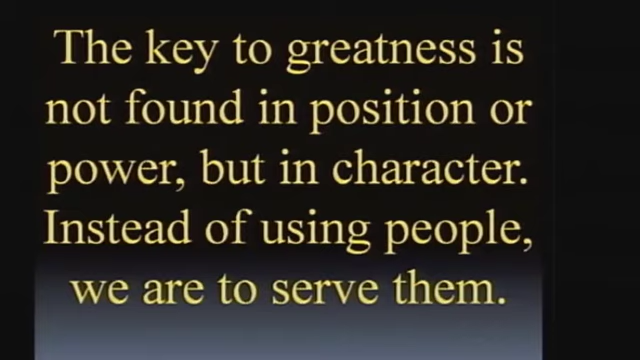 The key to greatness is
not found in position or
power, but in character.
Instead of using people,
we are to serve them.